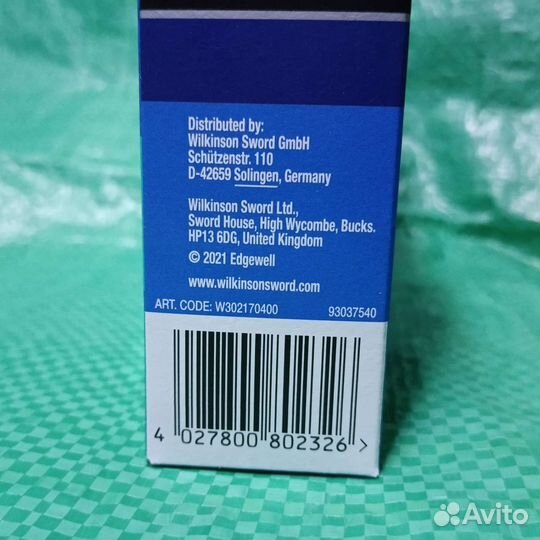 Distributed by:
Wilkinson Sword GmbH
Schützenstr. 110
D-42659 Solingen, Germany
Wilkinson Sword Ltd.,
Sword House, High Wycombe, Bucks.
HP13 6DG, United Kingdom
© 2021 Edgewell
www.wilkinsonsword.com
ART. CODE: W302170400 93037540
4 027800 802326 >
Avito